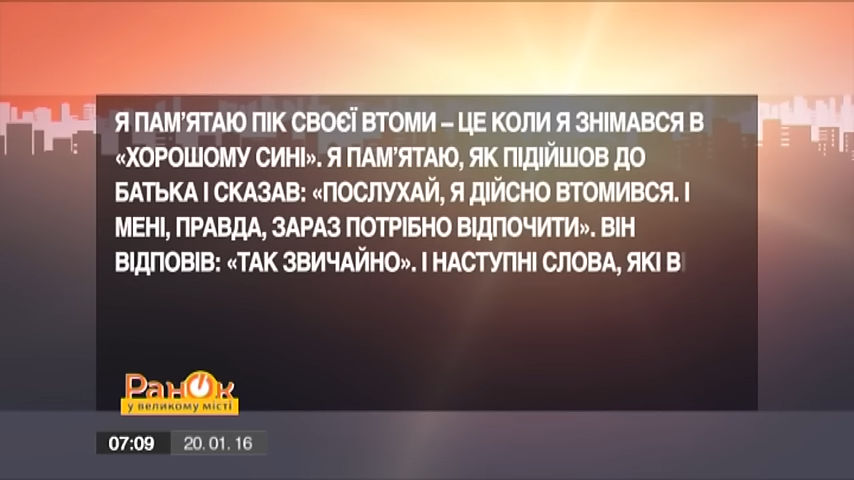 Я ПАМ'ЯТАЮ ПІК СВОЄЇ ВТОМИ – ЦЕ КОЛИ Я ЗНІМАВСЯ В
«ХОРОШОМУ СИНІ». Я ПАМ'ЯТАЮ, ЯК ПІДІЙШОВ ДО
БАТЬКА І СКАЗАВ: «ПОСЛУХАЙ, Я ДІЙСНО ВТОМИВСЯ. І
МЕНІ, ПРАВДА, ЗАРАЗ ПОТРІБНО ВІДПОЧИТИ». ВІН
ВІДПОВІВ: «ТАК ЗВИЧАЙНО». І НАСТУПНІ СЛОВА, ЯКІ В
Ранок
у великому місті
07:09 20.01.16